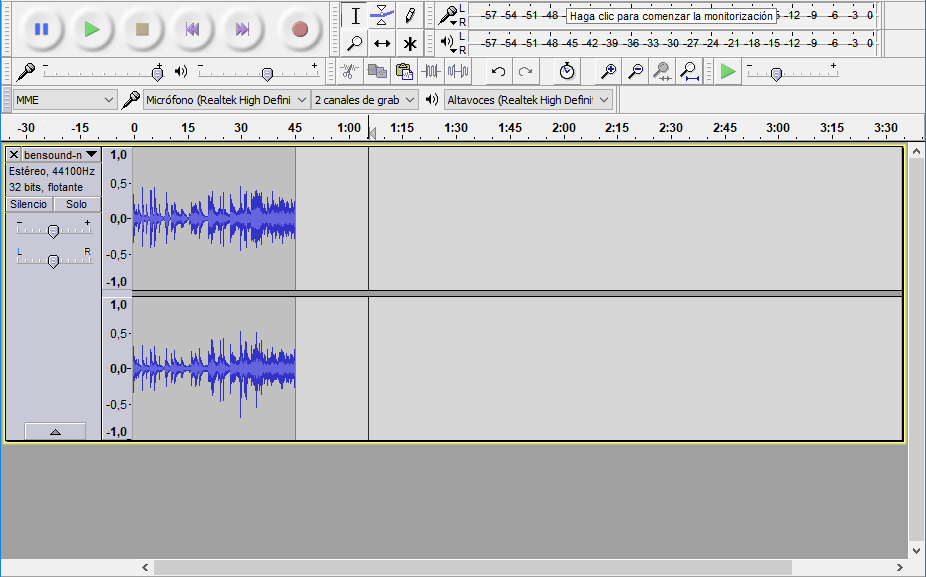 L
R
-57 -54 -51 -48 - Haga clic para comenzar la monitorización -12 -9 -6 -3 0
L
R
-57 -54 -51 -48 -45 -42 -39 -36 -33 -30 -27 -24 -21 -18 -15 -12 -9 -6 -3 0
- + - + - +
MME Micrófono (Realtek High Defini 2 canales de grab Altavoces (Realtek High Definit
-30 -15 0 15 30 45 1:00 1:15 1:30 1:45 2:00 2:15 2:30 2:45 3:00 3:15 3:30
bensound-n
Estéreo, 44100Hz
32 bits, flotante
Silencio Solo
- +
L R
1,0
0,5-
0,0-
-0,5-
-1,0
1,0
0,5-
0,0-
-0,5-
-1,0